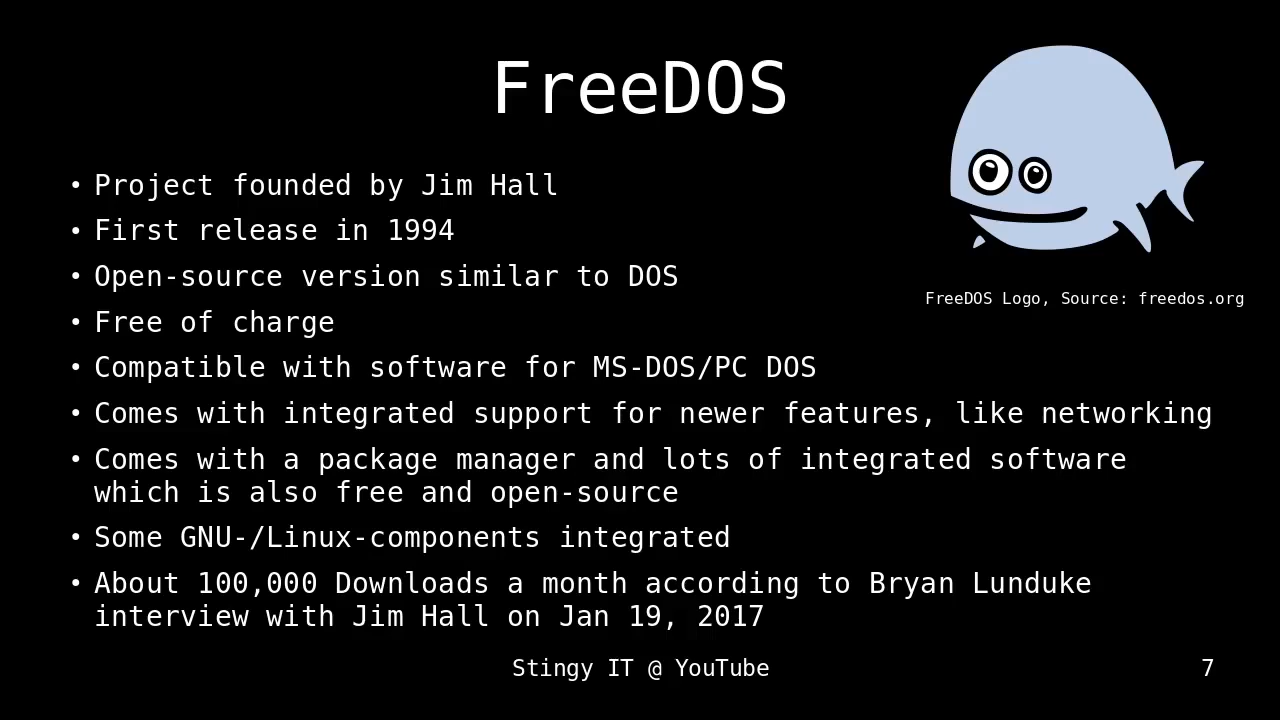 FreeDOS
• Project founded by Jim Hall
• First release in 1994
• Open-source version similar to DOS
FreeDOS Logo, Source: freedos.org
• Free of charge
• Compatible with software for MS-DOS/PC DOS
• Comes with integrated support for newer features, like networking
• Comes with a package manager and lots of integrated software
which is also free and open-source
• Some GNU-/Linux-components integrated
• About 100,000 Downloads a month according to Bryan Lunduke
interview with Jim Hall on Jan 19, 2017
Stingy IT @ YouTube
7